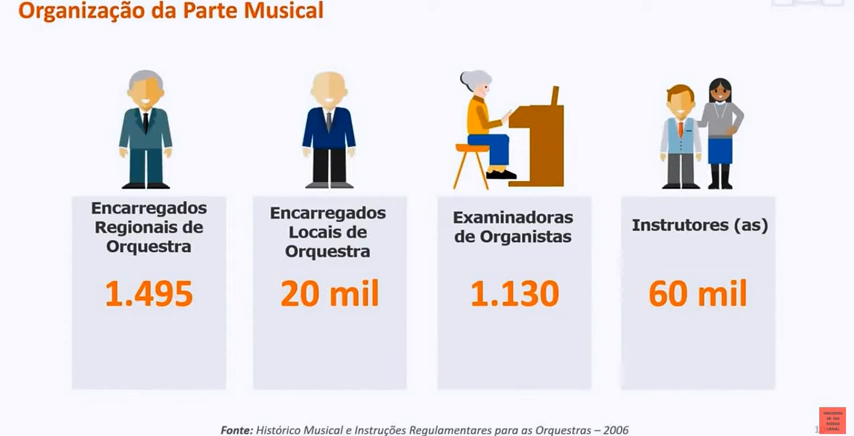 Organização da Parte Musical
Encarregados
Regionais de
Orquestra
1.495
Encarregados
Locais de
Orquestra
20 mil
Examinadoras
de Organistas
1.130
Instrutores (as)
60 mil
Fonte: Histórico Musical e Instruções Regulamentares para as Orquestras – 2006